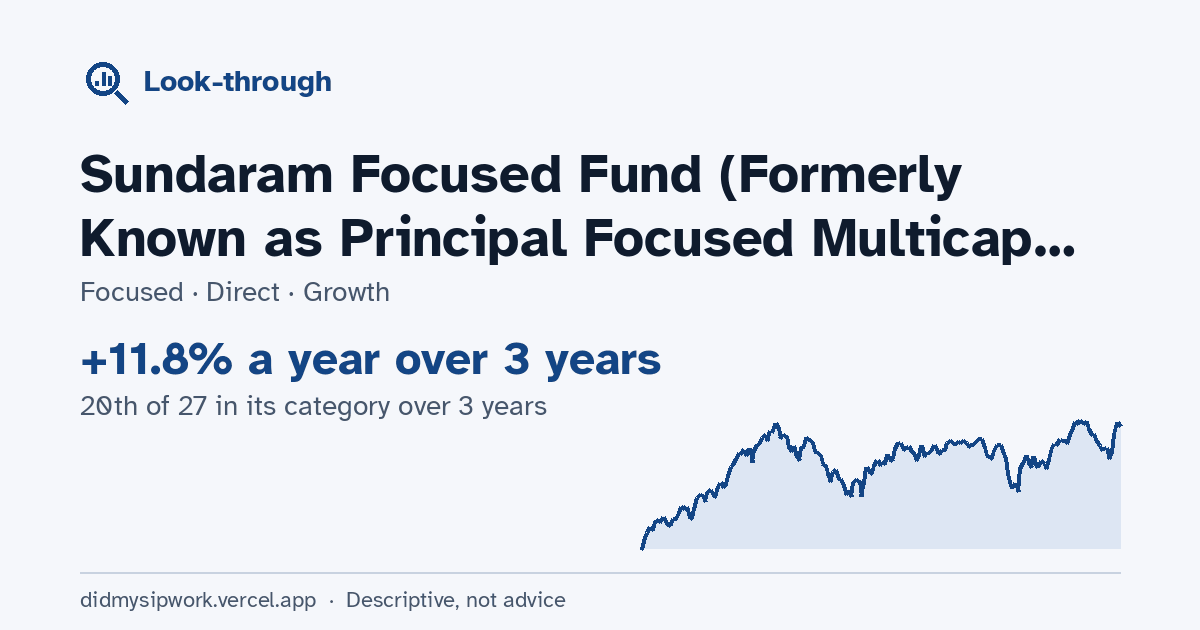 Look-through
Sundaram Focused Fund (Formerly
Known as Principal Focused Multicap...
Focused · Direct · Growth
+11.8% a year over 3 years
20th of 27 in its category over 3 years
didmysipwork.vercel.app · Descriptive, not advice